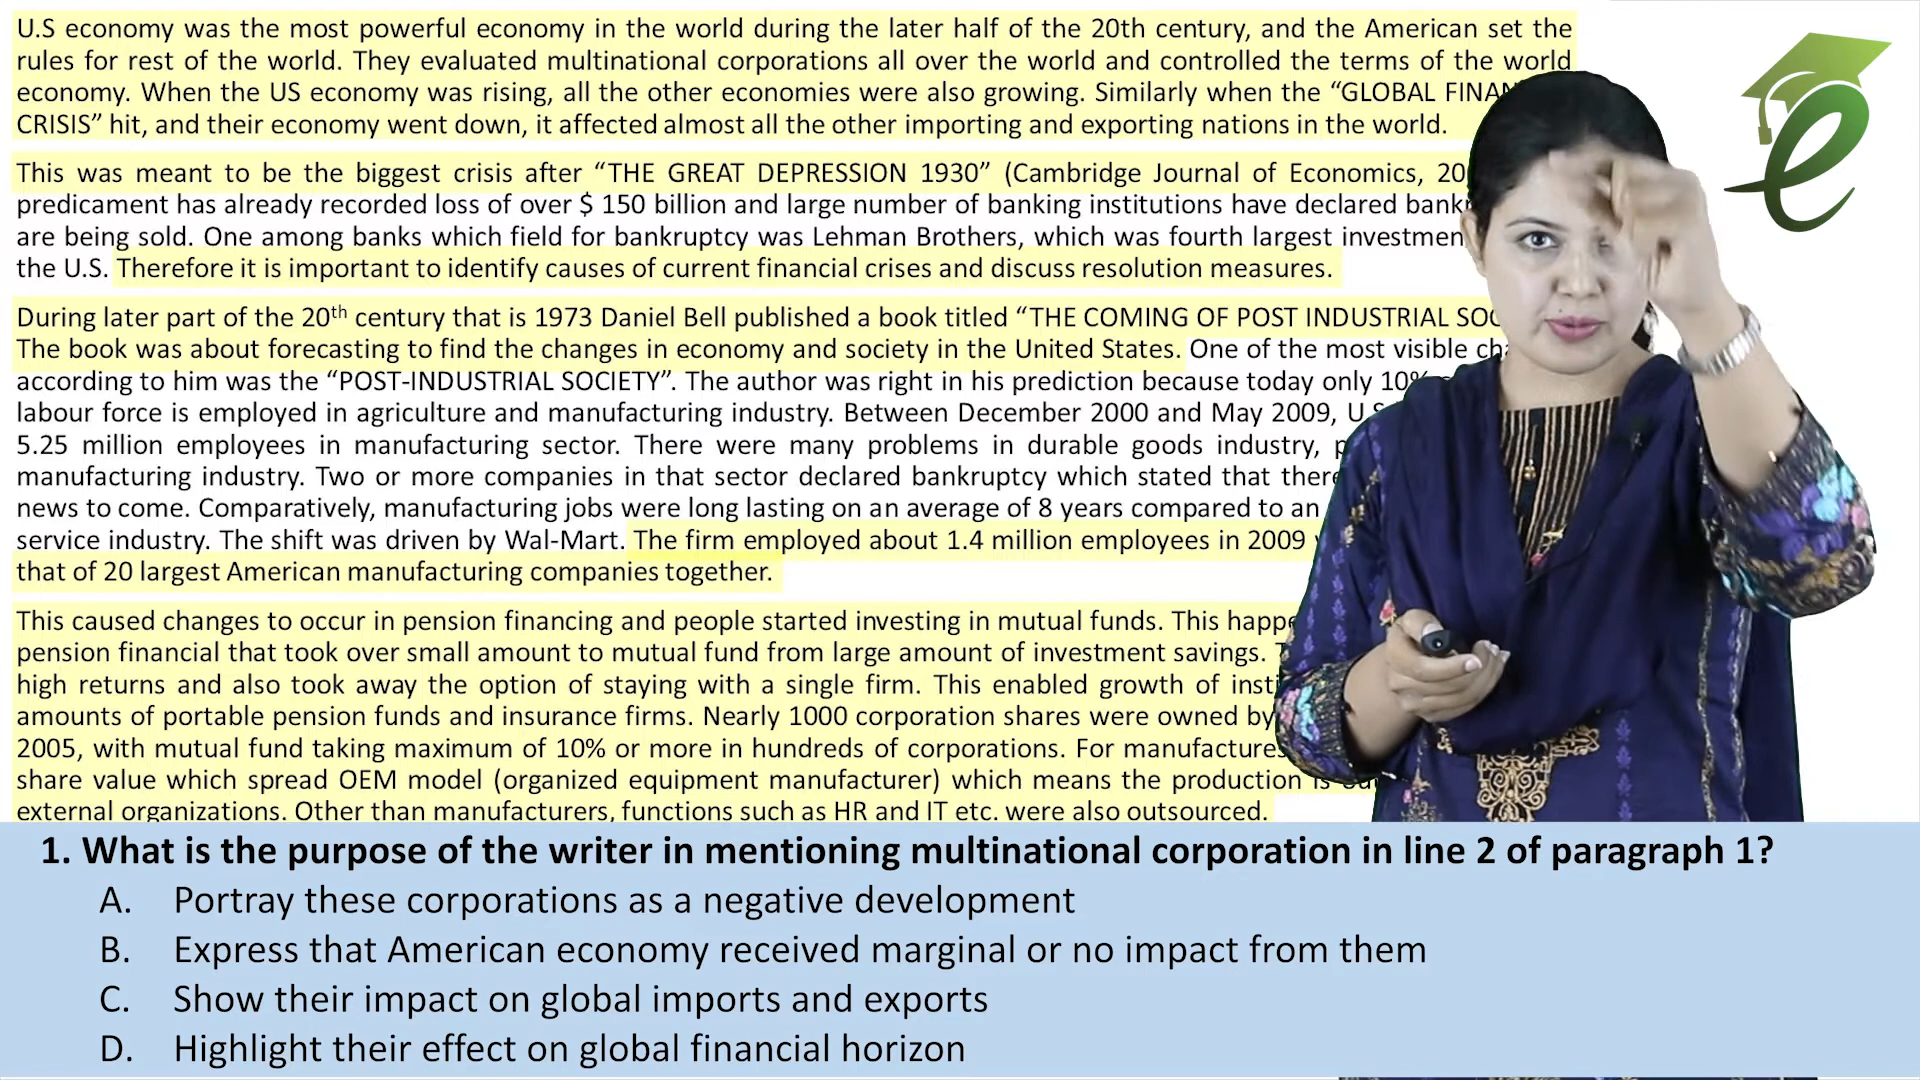 U.S economy was the most powerful economy in the world during the later half of the 20th century, and the American set the
rules for rest of the world. They evaluated multinational corporations all over the world and controlled the terms of the world
economy. When the US economy was rising, all the other economies were also growing. Similarly when the “GLOBAL
CRISIS” hit, and their economy went down, it affected almost all the other importing and exporting nations in the world.
This was meant to be the biggest crisis after “THE GREAT DEPRESSION 1930” (Cambridge Journal of Economics,
predicament has already recorded loss of over $ 150 billion and large number of banking institutions have declared
are being sold. One among banks which field for bankruptcy was Lehman Brothers, which was fourth largest
the U.S. Therefore it is important to identify causes of current financial crises and discuss resolution measures.
During later part of the 20th century that is 1973 Daniel Bell published a book titled “THE COMING OF POST INDUSTRIAL
The book was about forecasting to find the changes in economy and society in the United States. One of the most visible
according to him was the “POST-INDUSTRIAL SOCIETY”. The author was right in his prediction because today only 10%
labour force is employed in agriculture and manufacturing industry. Between December 2000 and May 2009,
5.25 million employees in manufacturing sector. There were many problems in durable goods industry,
manufacturing industry. Two or more companies in that sector declared bankruptcy which stated that
news to come. Comparatively, manufacturing jobs were long lasting on an average of 8 years compared to an
service industry. The shift was driven by Wal-Mart. The firm employed about 1.4 million employees in 2009
that of 20 largest American manufacturing companies together.
This caused changes to occur in pension financing and people started investing in mutual funds. This
pension financial that took over small amount to mutual fund from large amount of investment savings.
high returns and also took away the option of staying with a single firm. This enabled growth of
amounts of portable pension funds and insurance firms. Nearly 1000 corporation shares were owned by
2005, with mutual fund taking maximum of 10% or more in hundreds of corporations. For
share value which spread OEM model (organized equipment manufacturer) which means the production is
external organizations. Other than manufacturers, functions such as HR and IT etc. were also outsourced.
1. What is the purpose of the writer in mentioning multinational corporation in line 2 of paragraph 1?
A. Portray these corporations as a negative development
B. Express that American economy received marginal or no impact from them
C. Show their impact on global imports and exports
D. Highlight their effect on global financial horizon